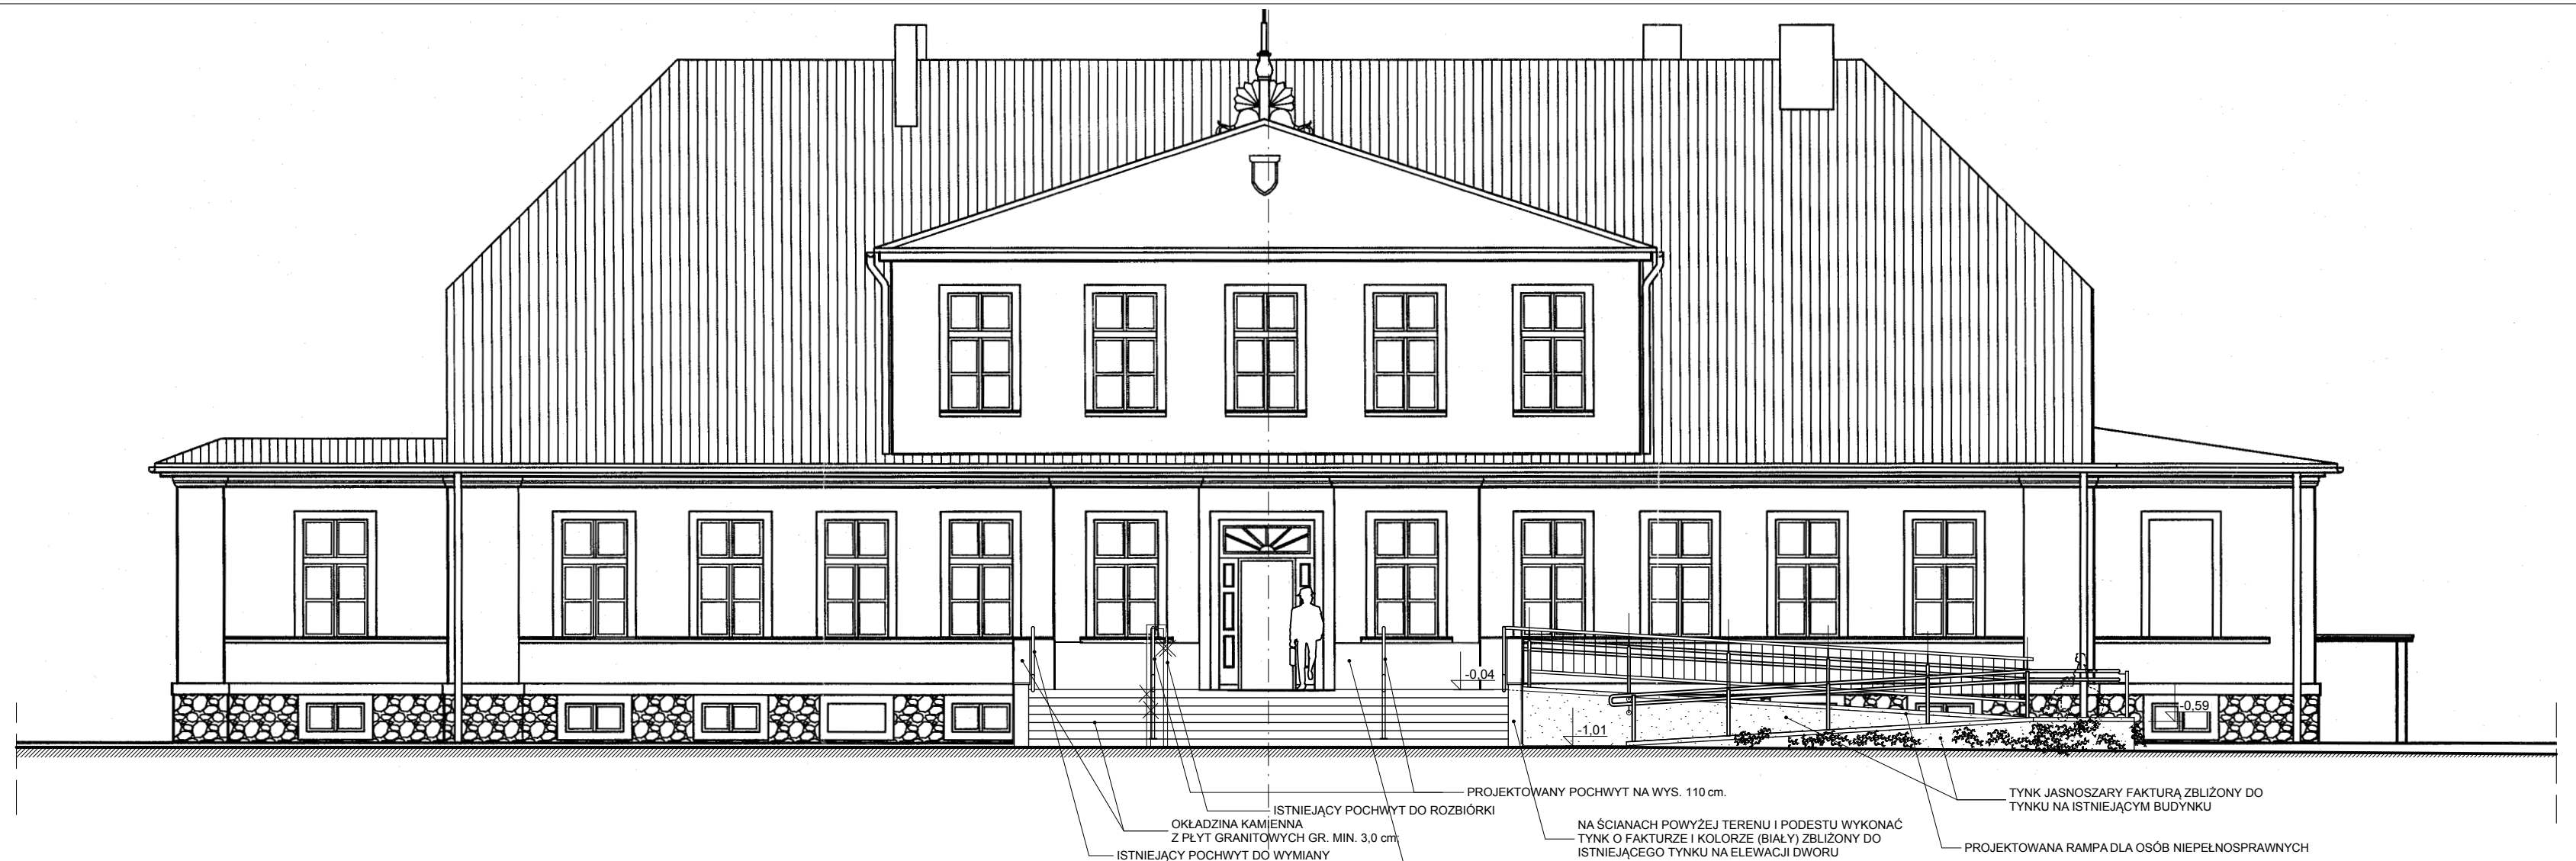 -0,04
-0,59
-1,01
PROJEKTOWANY POCHWYT NA WYS. 110 cm.
ISTNIEJĄCY POCHWYT DO ROZBIÓRKI
OKŁADZINA KAMIENNA
Z PŁYT GRANITOWYCH GR. MIN. 3,0 cm;
ISTNIEJĄCY POCHWYT DO WYMIANY
NA ŚCIANACH POWYŻEJ TERENU I PODESTU WYKONAĆ
TYNK O FAKTURZE I KOLORZE (BIAŁY) ZBLIŻONY DO
ISTNIEJĄCEGO TYNKU NA ELEWACJI DWORU
TYNK JASNOSZARY FAKTURĄ ZBLIŻONY DO
TYNKU NA ISTNIEJĄCYM BUDYNKU
PROJEKTOWANA RAMPA DLA OSÓB NIEPEŁNOSPRAWNYCH